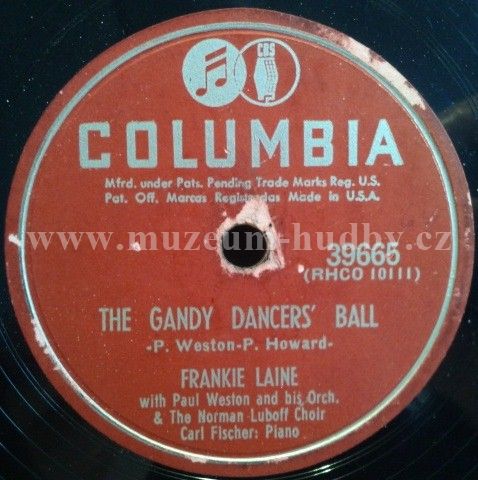 CBS
COLUMBIA
Mfrd. under Pats. Pending Trade Marks Reg. U.S.
Pat. Off. Marcas Registradas Made in U.S.A.
www.muzeum-hudby.cz
39665
(RHCO 10111)
THE GANDY DANCERS' BALL
-P. Weston-P. Howard-
FRANKIE LAINE
with Paul Weston and his Orch.
& The Norman Luboff Choir
Carl Fischer: Piano